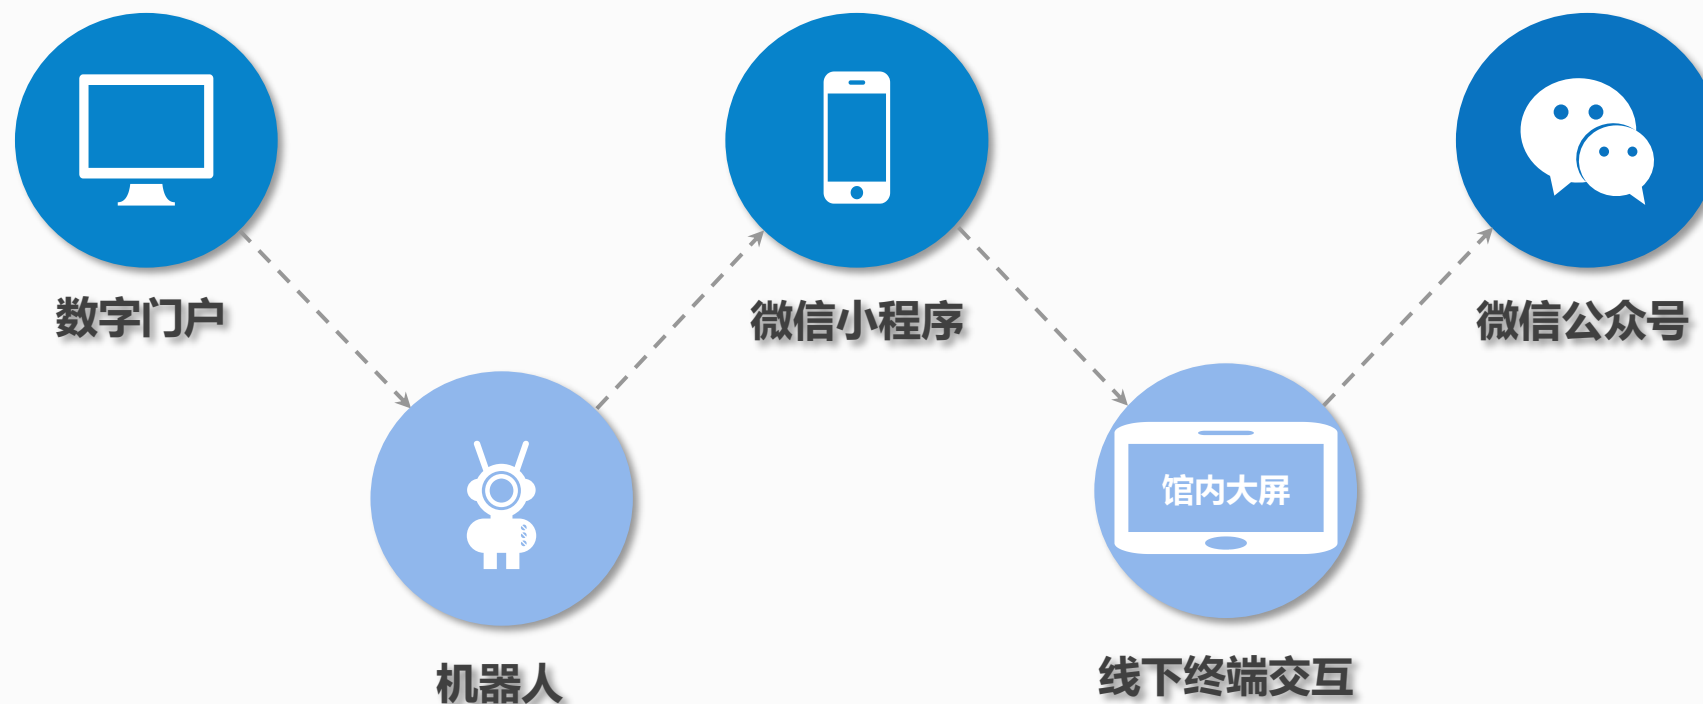 数字门户
微信小程序
微信公众号
馆内大屏
机器人
线下终端交互